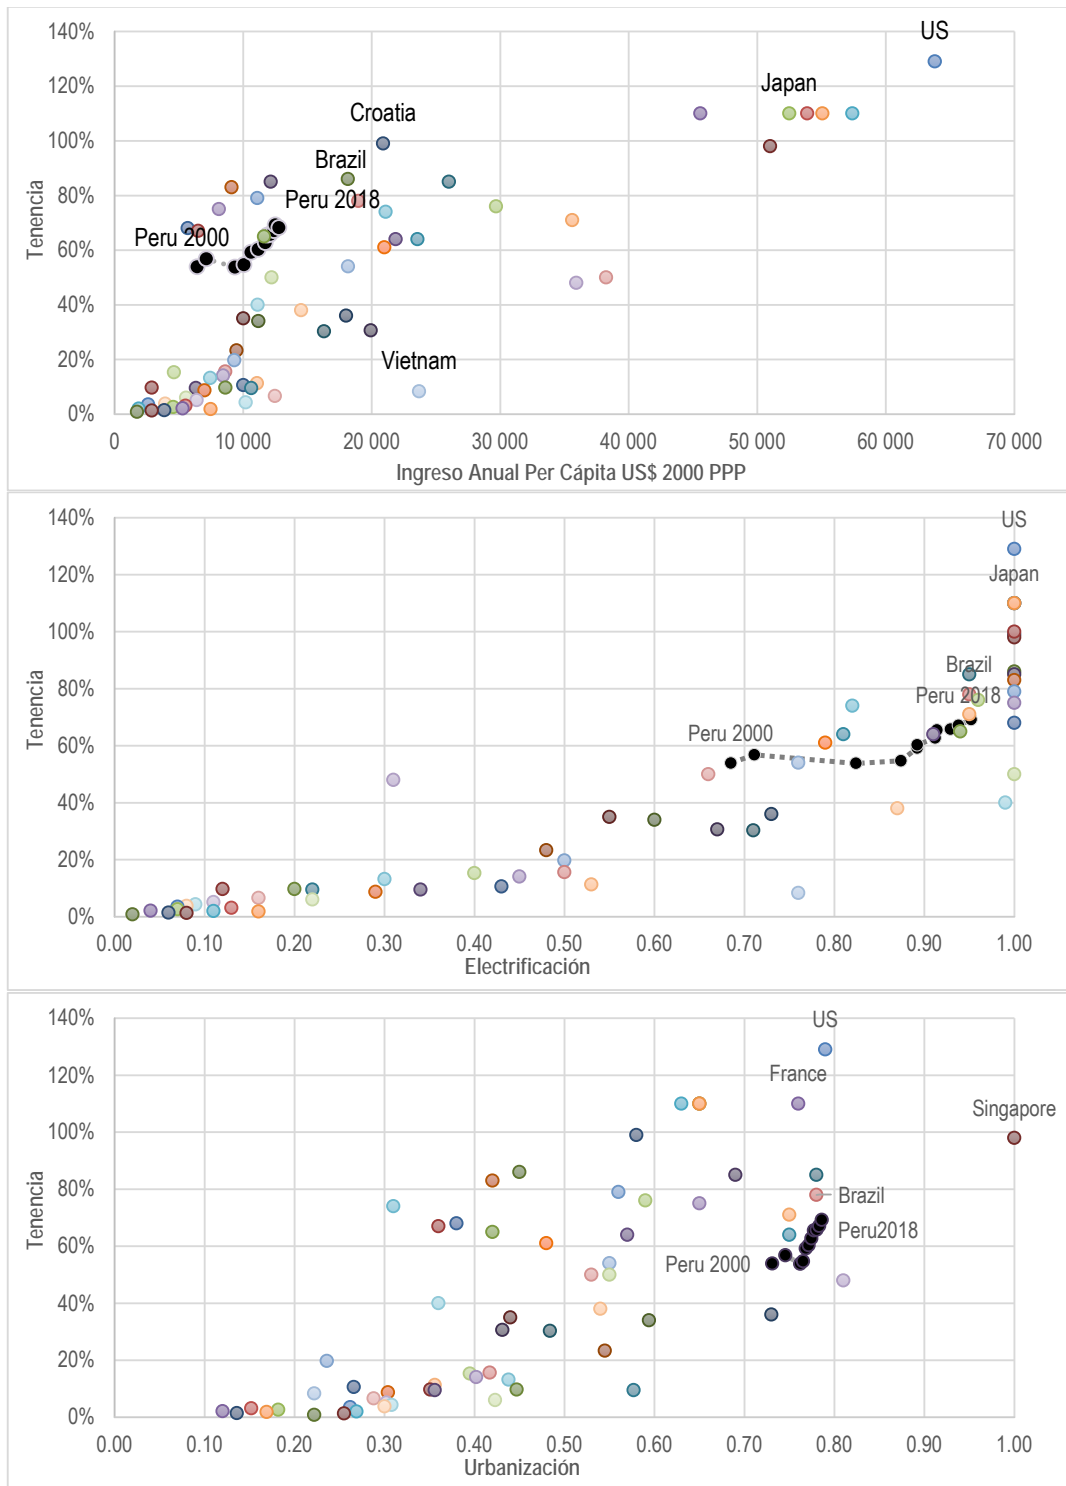 140%
120%
100%
80%
60%
40%
20%
0%
Tenencia
US
Japan
Croatia
Brazil
Peru 2018
Peru 2000
Vietnam
0 10 000 20 000 30 000 40 000 50 000 60 000 70 000
Ingreso Anual Per Cápita US$ 2000 PPP
140%
120%
100%
80%
60%
40%
20%
0%
Tenencia
US
Japan
Brazil
Peru 2018
Peru 2000
0.00 0.10 0.20 0.30 0.40 0.50 0.60 0.70 0.80 0.90 1.00
Electrificación
140%
120%
100%
80%
60%
40%
20%
0%
Tenencia
US
France
Singapore
Brazil
Peru2018
Peru 2000
0.00 0.10 0.20 0.30 0.40 0.50 0.60 0.70 0.80 0.90 1.00
Urbanización